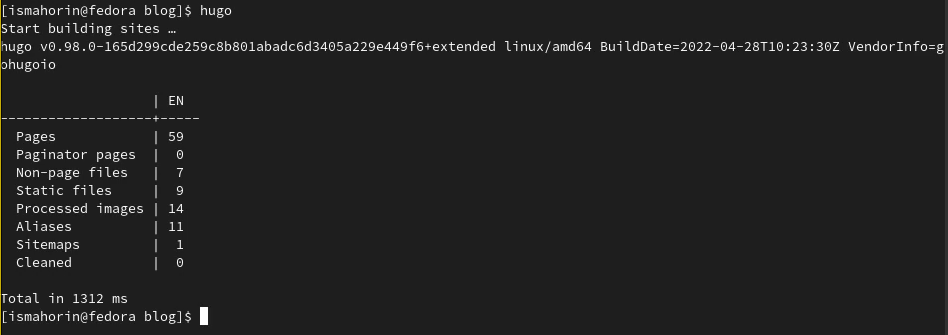 [ismahorin@fedora blog]$ hugo
Start building sites …
hugo v0.98.0-165d299cde259c8b801abadc6d3405a229e449f6+extended linux/amd64 BuildDate=2022-04-28T10:23:30Z VendorInfo=g
ohugoio

                   | EN
-------------------+-----
  Pages            | 59
  Paginator pages  |  0
  Non-page files   |  7
  Static files     |  9
  Processed images | 14
  Aliases          | 11
  Sitemaps         |  1
  Cleaned          |  0

Total in 1312 ms
[ismahorin@fedora blog]$